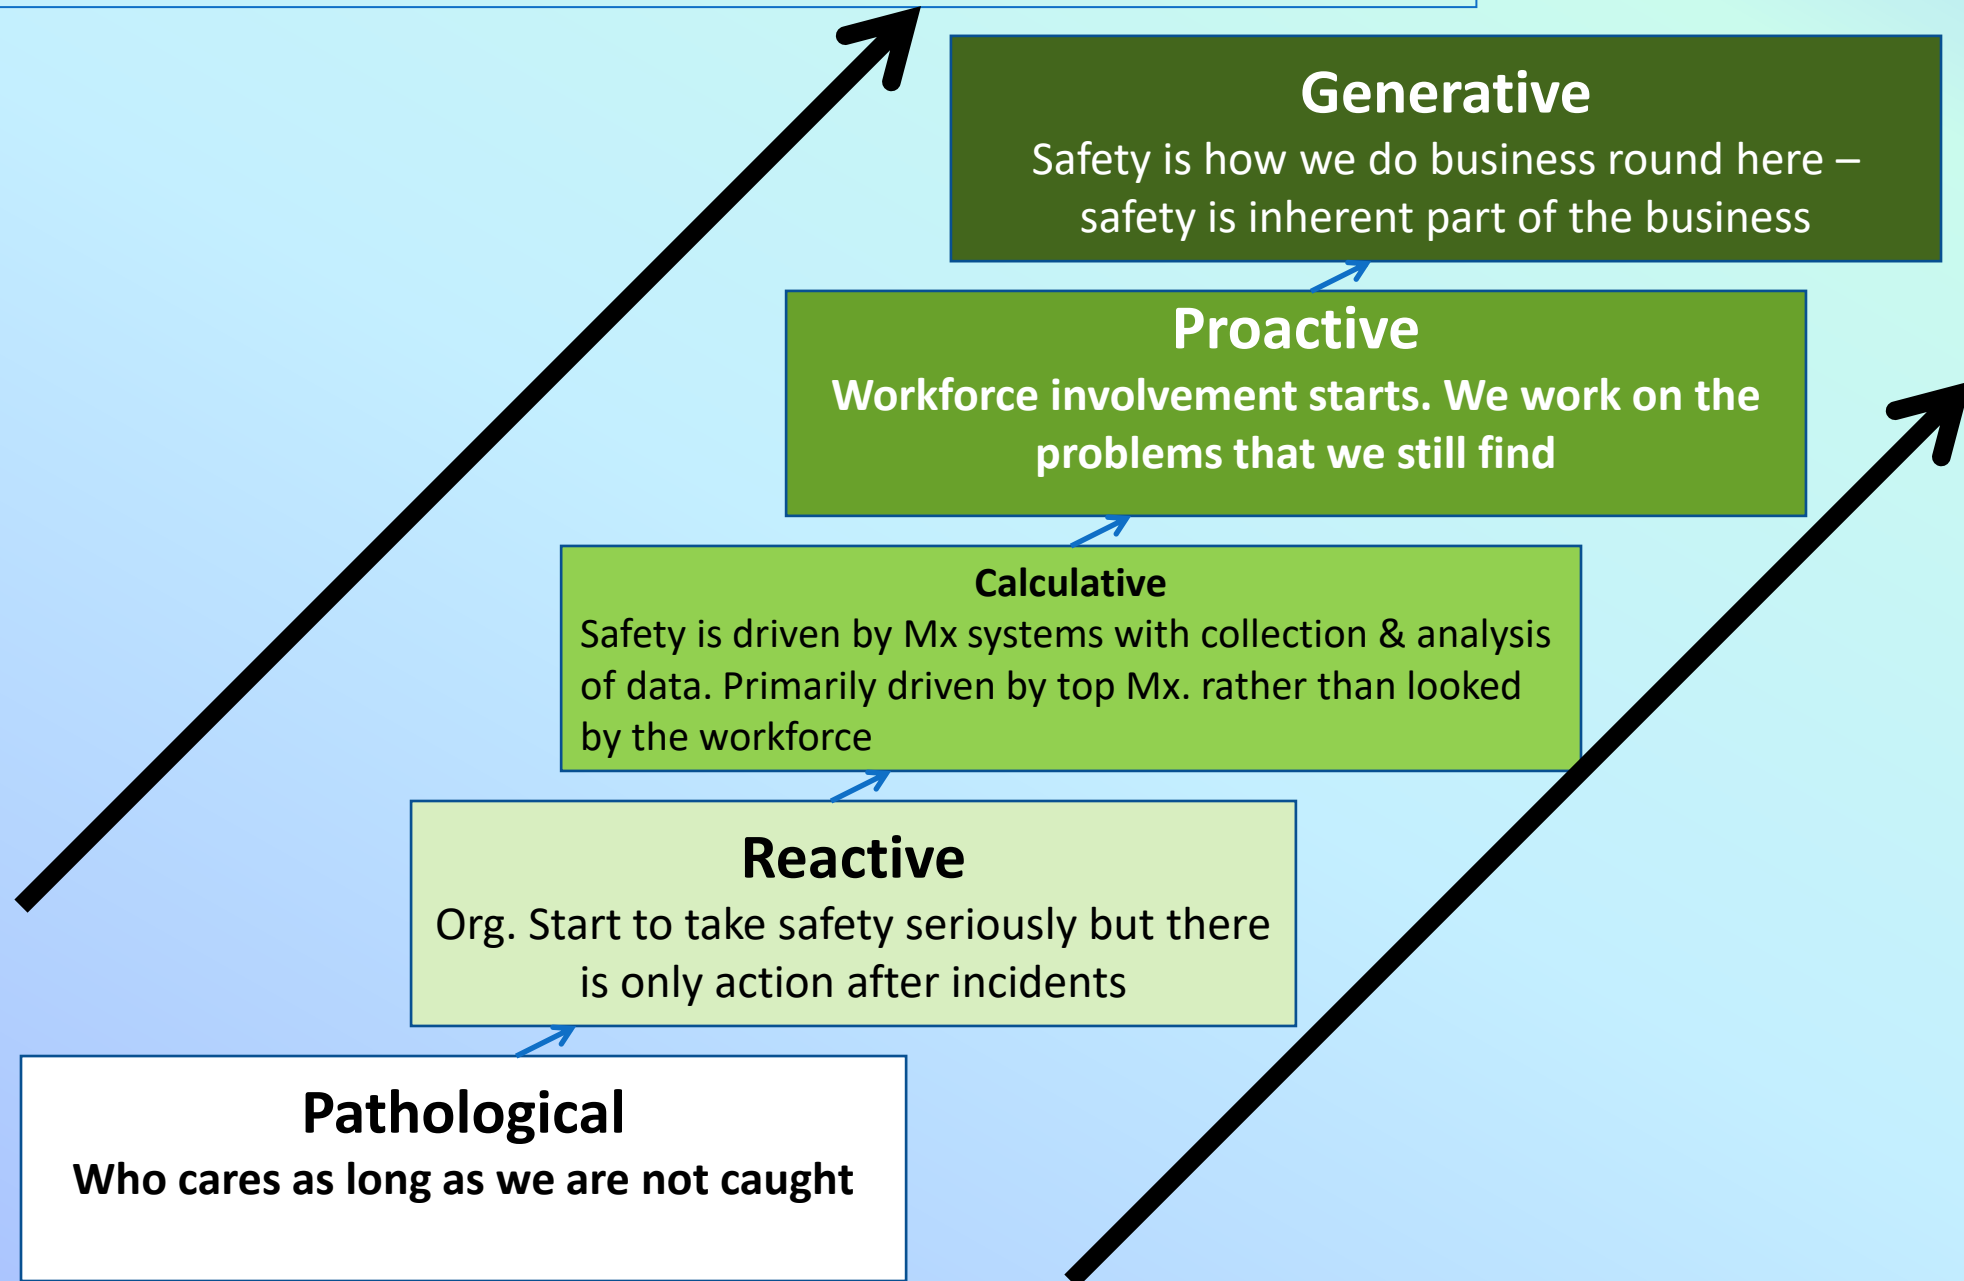 Generative
Safety is how we do business round here –
safety is inherent part of the business
Proactive
Workforce involvement starts. We work on the
problems that we still find
Calculative
Safety is driven by Mx systems with collection & analysis
of data. Primarily driven by top Mx. rather than looked
by the workforce
Reactive
Org. Start to take safety seriously but there
is only action after incidents
Pathological
Who cares as long as we are not caught